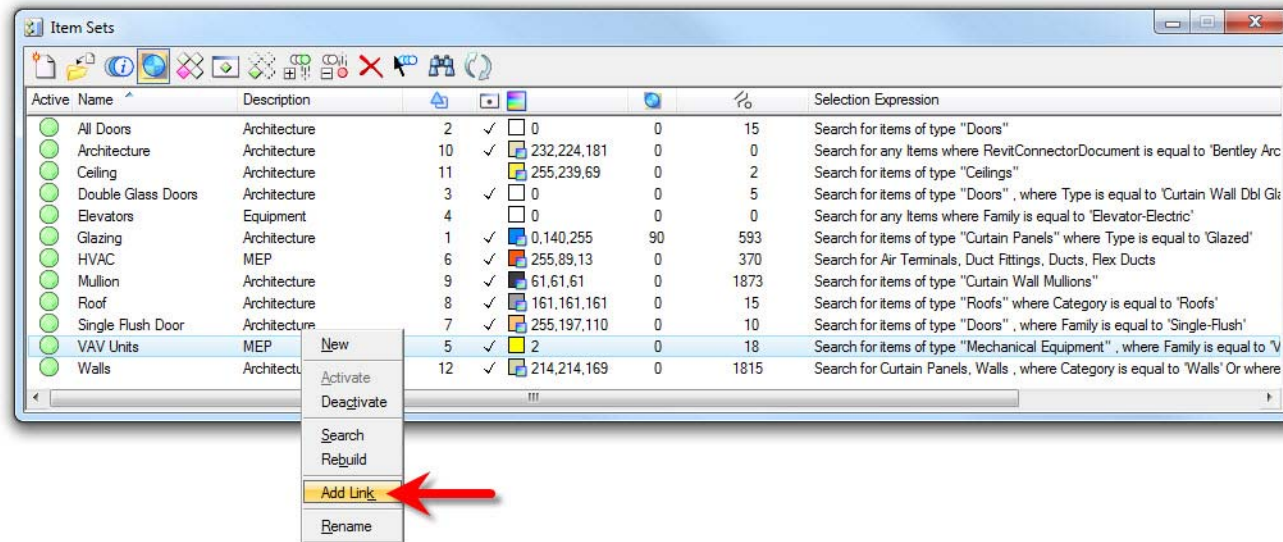 Item Sets
Active Name Description Selection Expression
All Doors Architecture 2 0 0 15 Search for items of type "Doors"
Architecture Architecture 10 232,224,181 0 0 Search for any Items where RevitConnectorDocument is equal to 'Bentley Arc
Ceiling Architecture 11 255,239,69 0 2 Search for items of type "Ceilings"
Double Glass Doors Architecture 3 0 0 5 Search for items of type "Doors" , where Type is equal to 'Curtain Wall Dbl Gla
Elevators Equipment 4 0 0 0 Search for any Items where Family is equal to 'Elevator-Electric'
Glazing Architecture 1 0,140,255 90 593 Search for items of type "Curtain Panels" where Type is equal to 'Glazed'
HVAC MEP 6 255,89,13 0 370 Search for Air Terminals, Duct Fittings, Ducts, Flex Ducts
Mullion Architecture 9 61,61,61 0 1873 Search for items of type "Curtain Wall Mullions"
Roof Architecture 8 161,161,161 0 15 Search for items of type "Roofs" where Category is equal to 'Roofs'
Single Flush Door Architecture 7 255,197,110 0 10 Search for items of type "Doors" , where Family is equal to 'Single-Flush'
VAV Units MEP 5 2 0 18 Search for items of type "Mechanical Equipment" , where Family is equal to 'V
Walls Architectu 12 214,214,169 0 1815 Search for Curtain Panels, Walls , where Category is equal to 'Walls' Or where
New
Activate
Deactivate
Search
Rebuild
Add Link
Rename